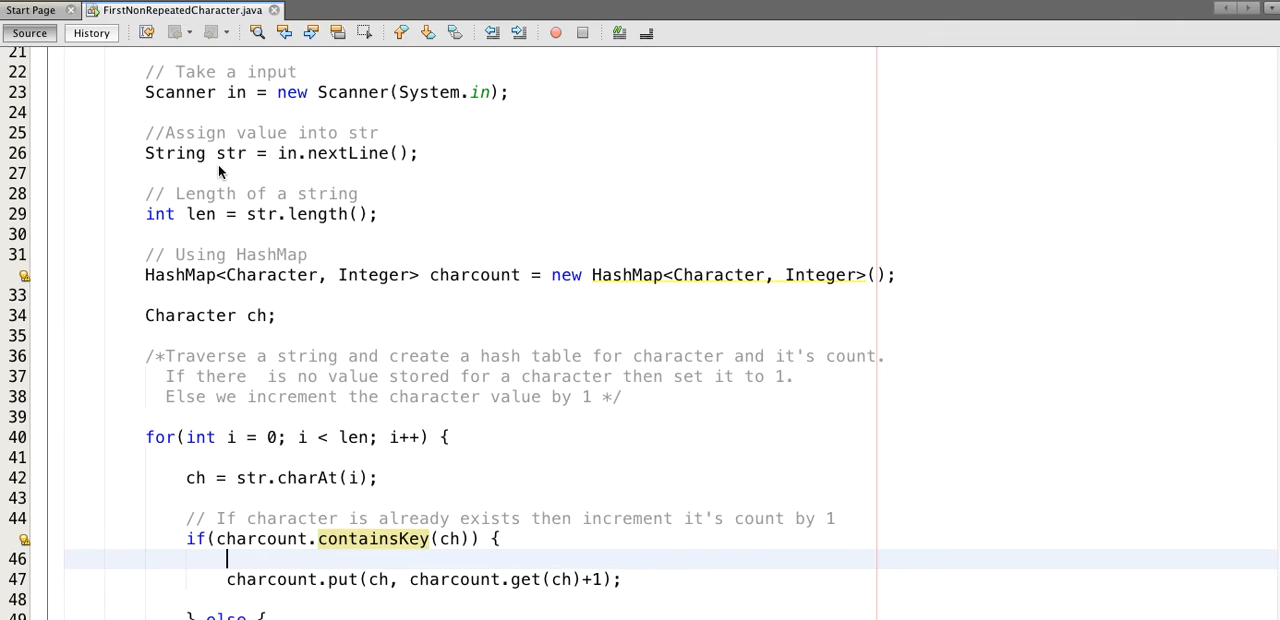 Start Page
FirstNonRepeatedCharacter.java
Source
History
21
22 // Take a input
23 Scanner in = new Scanner(System.in);
24
25 //Assign value into str
26 String str = in.nextLine();
27
28 // Length of a string
29 int len = str.length();
30
31 // Using HashMap
HashMap<Character, Integer> charcount = new HashMap<Character, Integer>();
33
34 Character ch;
35
36 /*Traverse a string and create a hash table for character and it's count.
37 If there  is no value stored for a character then set it to 1.
38 Else we increment the character value by 1 */
39
40 for(int i = 0; i < len; i++) {
41
42 ch = str.charAt(i);
43
44 // If character is already exists then increment it's count by 1
if(charcount.containsKey(ch)) {
46
47 charcount.put(ch, charcount.get(ch)+1);
48
49 } else {